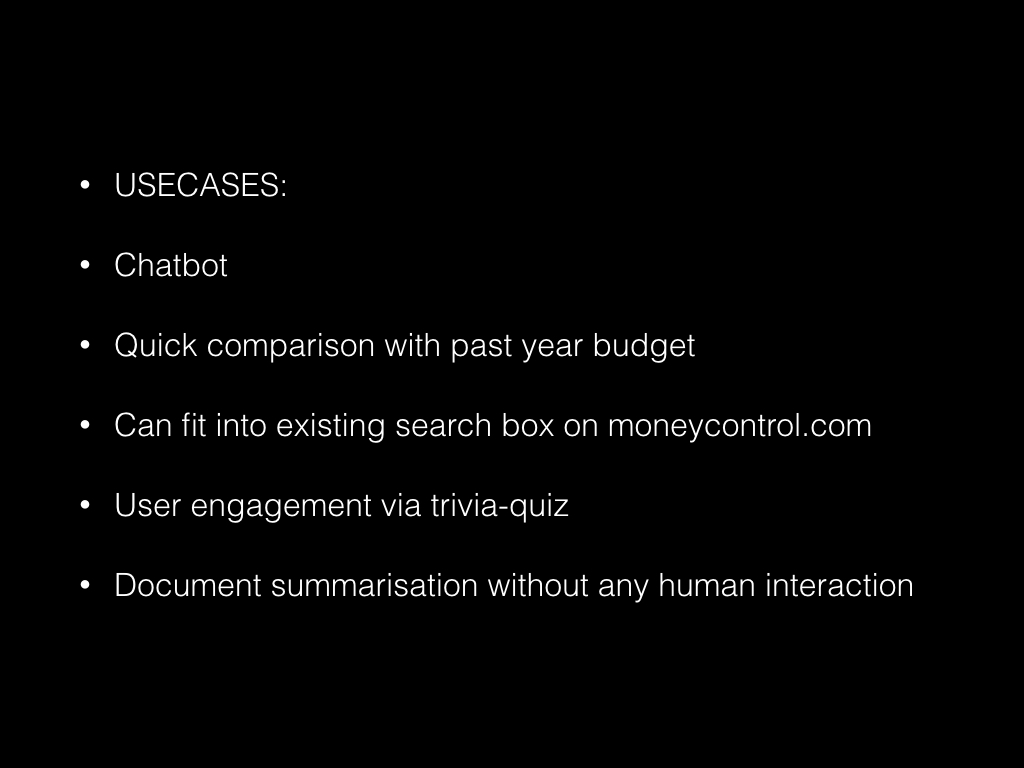 • USECASES:
• Chatbot
• Quick comparison with past year budget
• Can fit into existing search box on moneycontrol.com
• User engagement via trivia-quiz
• Document summarisation without any human interaction